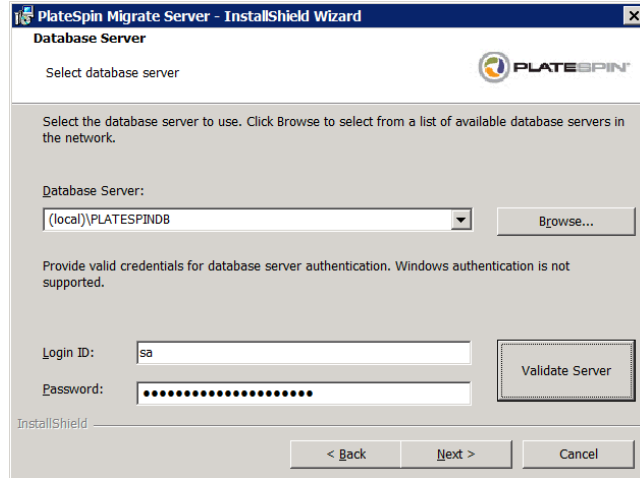 PlateSpin Migrate Server - InstallShield Wizard
Database Server
Select database server
PLATESPIN
Select the database server to use. Click Browse to select from a list of available database servers in
the network.
Database Server:
(local)\PLATESPINDB
Browse...
Provide valid credentials for database server authentication. Windows authentication is not
supported.
Login ID:
sa
Validate Server
Password:
●●●●●●●●●●●●●●●●●●●●●
InstallShield
< Back
Next >
Cancel